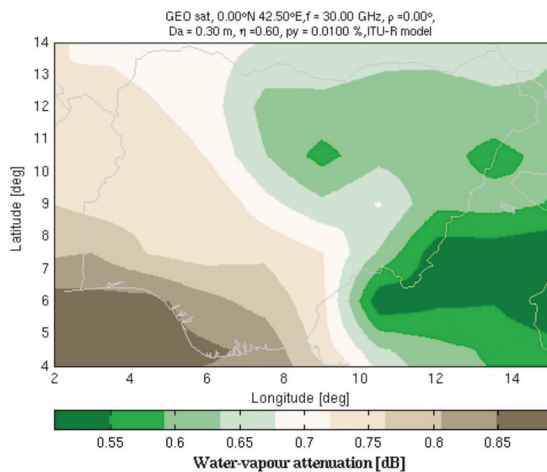 GEO sat, 0.00ºN 42.50ºE,f = 30.00 GHz, ρ =0.00º,
Da = 0.30 m, η =0.60, py = 0.0100 %,ITU-R model
14
13
12
11
10
9
8
7
6
5
4
Latitude [deg]
2 4 6 8 10 12 14
Longitude [deg]
0.55 0.6 0.65 0.7 0.75 0.8 0.85
Water-vapour attenuation [dB]